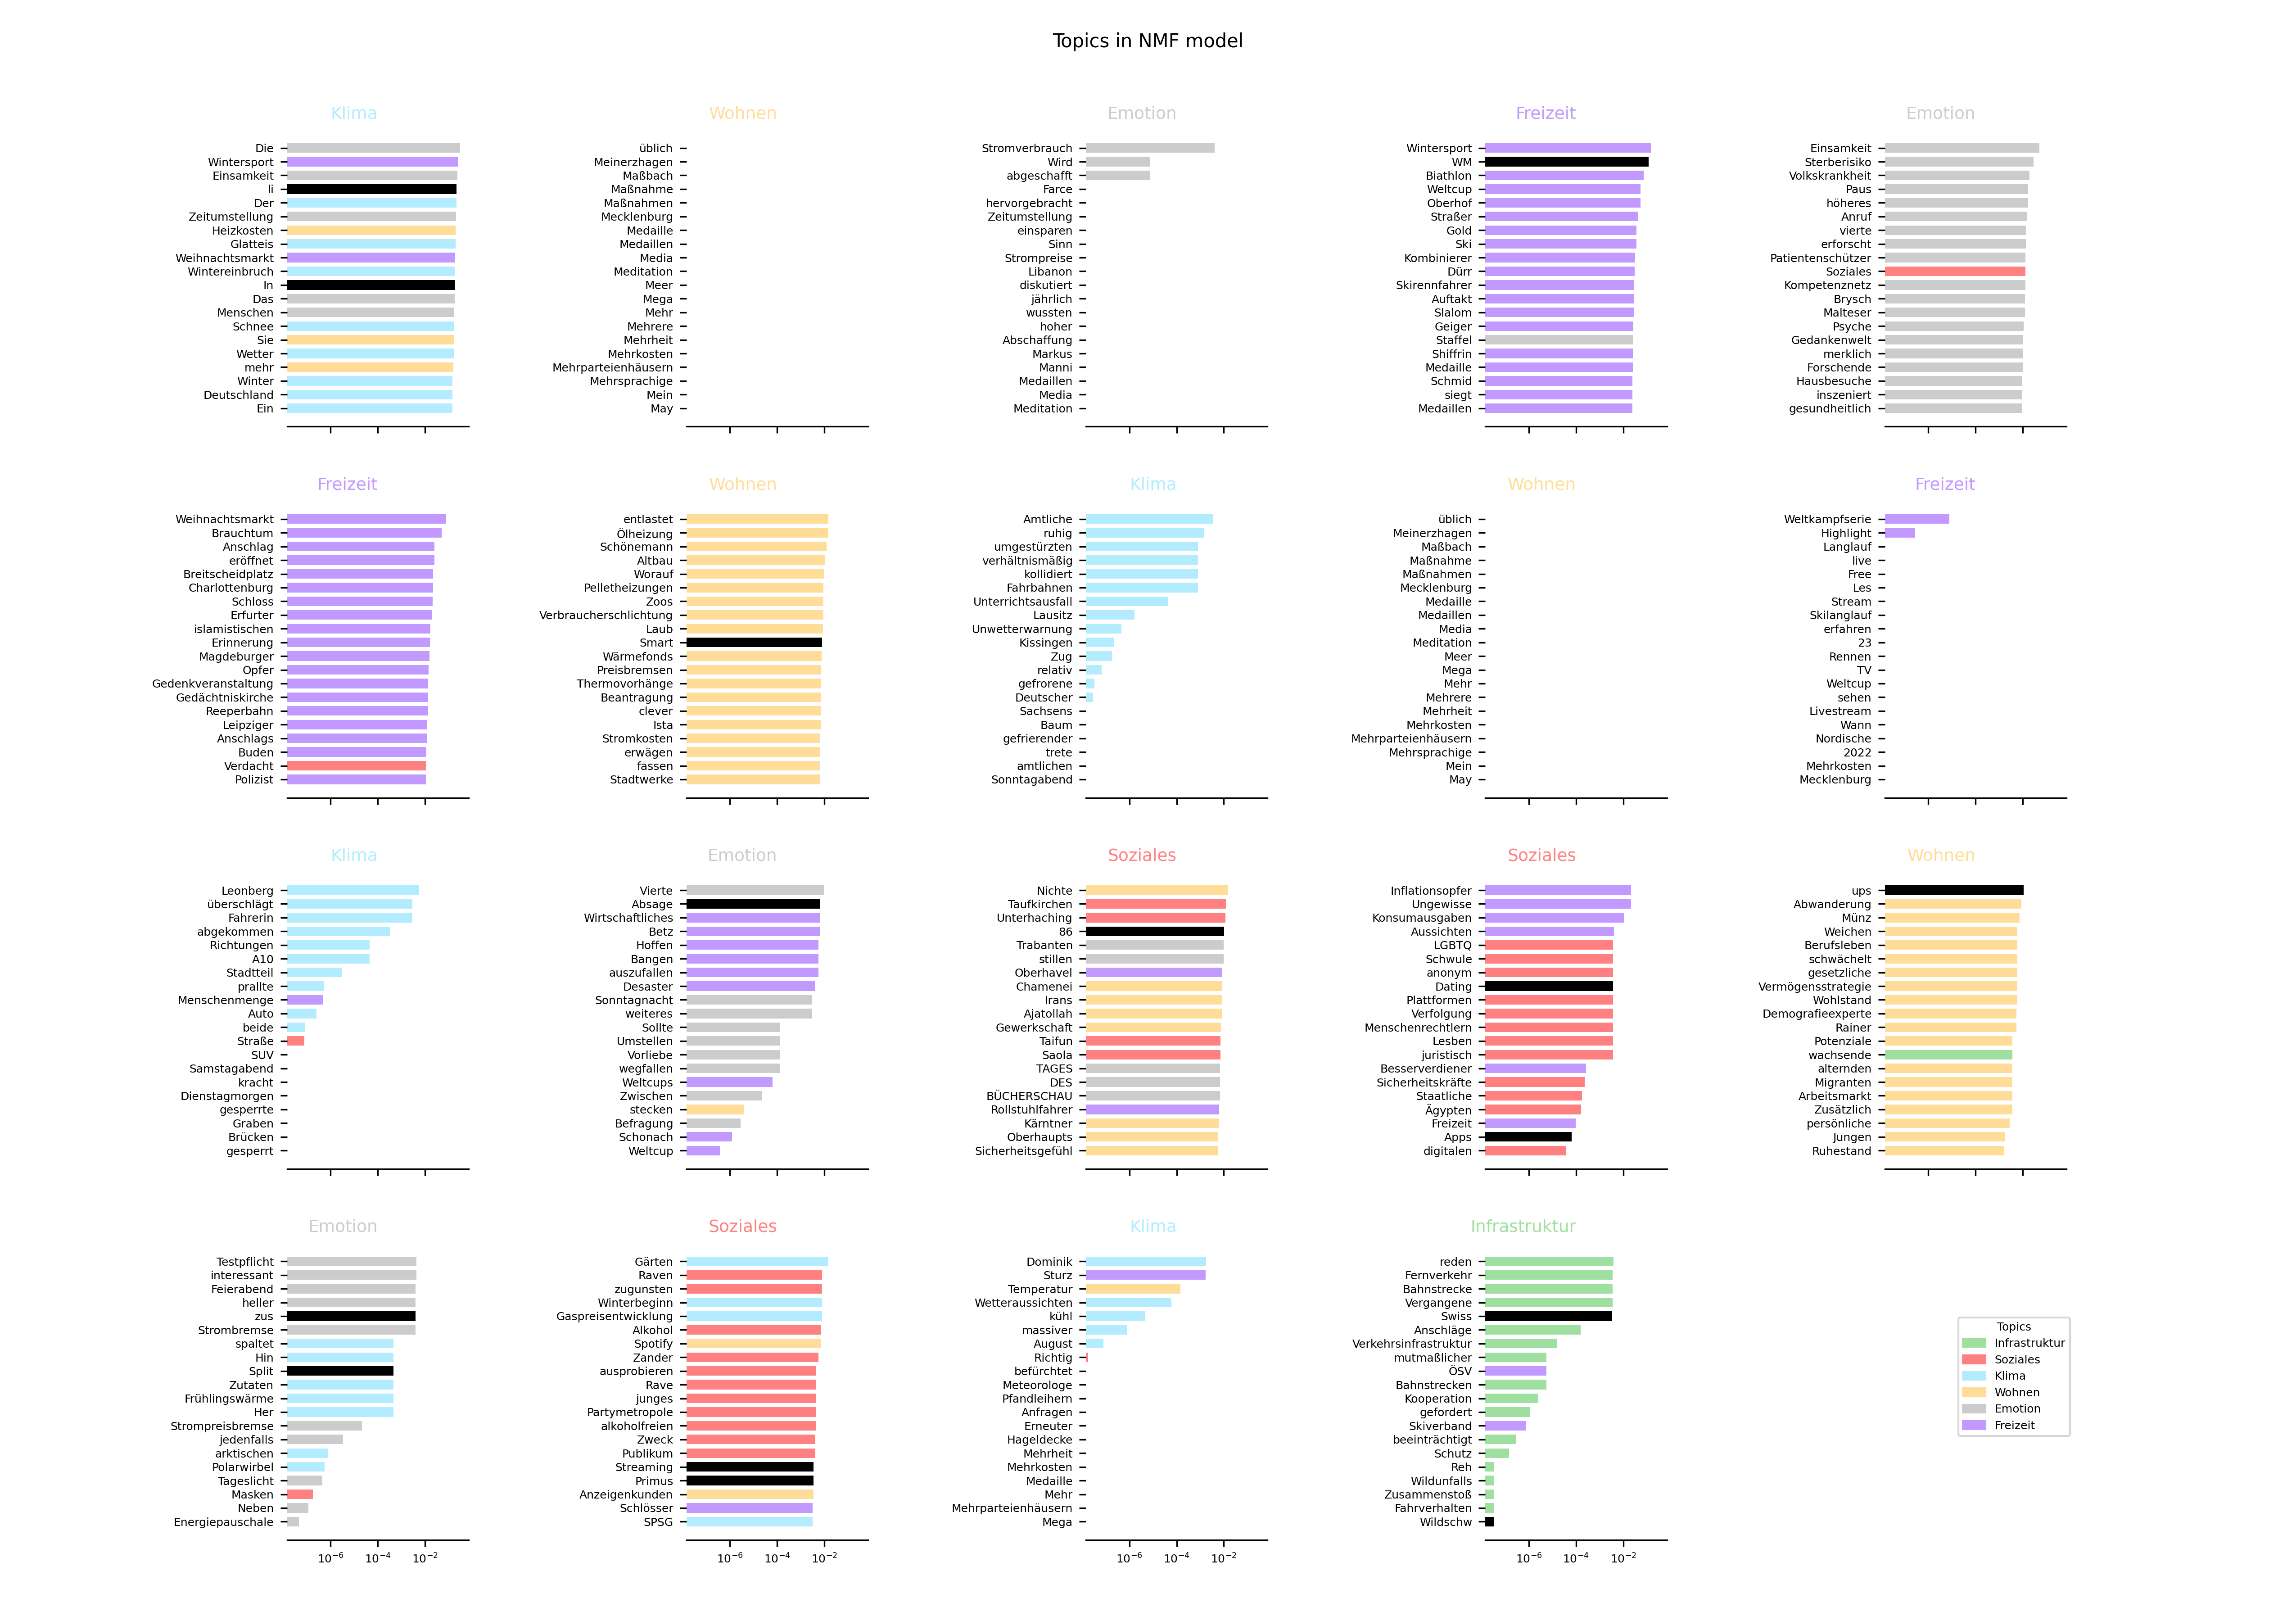 Topics in NMF model
Klima
Die
Wintersport
Einsamkeit
li
Der
Zeitumstellung
Heizkosten
Glatteis
Weihnachtsmarkt
Wintereinbruch
In
Das
Menschen
Schnee
Sie
Wetter
mehr
Winter
Deutschland
Ein
Wohnen
üblich
Meinerzhagen
Maßbach
Maßnahme
Maßnahmen
Mecklenburg
Medaille
Medaillen
Media
Meditation
Meer
Mega
Mehr
Mehrere
Mehrheit
Mehrkosten
Mehrparteienhäusern
Mehrsprachige
Mein
May
Emotion
Stromverbrauch
Wird
abgeschafft
Farce
hervorgebracht
Zeitumstellung
einsparen
Sinn
Strompreise
Libanon
diskutiert
jährlich
wussten
hoher
Abschaffung
Markus
Manni
Medaillen
Media
Meditation
Freizeit
Wintersport
WM
Biathlon
Weltcup
Oberhof
Straßer
Gold
Ski
Kombinierer
Dürr
Skirennfahrer
Auftakt
Slalom
Geiger
Staffel
Shiffrin
Medaille
Schmid
siegt
Medaillen
Emotion
Einsamkeit
Sterberisiko
Volkskrankheit
Paus
höheres
Anruf
vierte
erforscht
Patientenschützer
Soziales
Kompetenznetz
Brysch
Malteser
Psyche
Gedankenwelt
merklich
Forschende
Hausbesuche
inszeniert
gesundheitlich
Freizeit
Weihnachtsmarkt
Brauchtum
Anschlag
eröffnet
Breitscheidplatz
Charlottenburg
Schloss
Erfurter
islamistischen
Erinnerung
Magdeburger
Opfer
Gedenkveranstaltung
Gedächtniskirche
Reeperbahn
Leipziger
Anschlags
Buden
Verdacht
Polizist
Wohnen
entlastet
Ölheizung
Schönemann
Altbau
Worauf
Pelletheizungen
Zoos
Verbraucherschlichtung
Laub
Smart
Wärmefonds
Preisbremsen
Thermovorhänge
Beantragung
clever
Ista
Stromkosten
erwägen
fassen
Stadtwerke
Klima
Amtliche
ruhig
umgestürzten
verhältnismäßig
kollidiert
Fahrbahnen
Unterrichtsausfall
Lausitz
Unwetterwarnung
Kissingen
Zug
relativ
gefrorene
Deutscher
Sachsens
Baum
gefrierender
trete
amtlichen
Sonntagabend
Wohnen
üblich
Meinerzhagen
Maßbach
Maßnahme
Maßnahmen
Mecklenburg
Medaille
Medaillen
Media
Meditation
Meer
Mega
Mehr
Mehrere
Mehrheit
Mehrkosten
Mehrparteienhäusern
Mehrsprachige
Mein
May
Freizeit
Weltkampfserie
Highlight
Langlauf
live
Free
Les
Stream
Skilanglauf
erfahren
23
Rennen
TV
Weltcup
sehen
Livestream
Wann
Nordische
2022
Mehrkosten
Mecklenburg
Klima
Leonberg
überschlägt
Fahrerin
abgekommen
Richtungen
A10
Stadtteil
prallte
Menschenmenge
Auto
beide
Straße
SUV
Samstagabend
kracht
Dienstagmorgen
gesperrte
Graben
Brücken
gesperrt
Emotion
Vierte
Absage
Wirtschaftliches
Betz
Hoffen
Bangen
auszufallen
Desaster
Sonntagnacht
weiteres
Sollte
Umstellen
Vorliebe
wegfallen
Weltcups
Zwischen
stecken
Befragung
Schonach
Weltcup
Soziales
Nichte
Taufkirchen
Unterhaching
86
Trabanten
stillen
Oberhavel
Chamenei
Irans
Ajatollah
Gewerkschaft
Taifun
Saola
TAGES
DES
BÜCHERSCHAU
Rollstuhlfahrer
Kärntner
Oberhaupts
Sicherheitsgefühl
Soziales
Inflationsopfer
Ungewisse
Konsumausgaben
Aussichten
LGBTQ
Schwule
anonym
Dating
Plattformen
Verfolgung
Menschenrechtlern
Lesben
juristisch
Besserverdiener
Sicherheitskräfte
Staatliche
Ägypten
Freizeit
Apps
digitalen
Wohnen
ups
Abwanderung
Münz
Weichen
Berufsleben
schwächelt
gesetzliche
Vermögensstrategie
Wohlstand
Demografieexperte
Rainer
Potenziale
wachsende
alternden
Migranten
Arbeitsmarkt
Zusätzlich
persönliche
Jungen
Ruhestand
Emotion
Testpflicht
interessant
Feierabend
heller
zus
Strombremse
spaltet
Hin
Split
Zutaten
Frühlingswärme
Her
Strompreisbremse
jedenfalls
arktischen
Polarwirbel
Tageslicht
Masken
Neben
Energiepauschale
10⁻⁶ 10⁻⁴ 10⁻²
Soziales
Gärten
Raven
zugunsten
Winterbeginn
Gaspreisentwicklung
Alkohol
Spotify
Zander
ausprobieren
Rave
junges
Partymetropole
alkoholfreien
Zweck
Publikum
Streaming
Primus
Anzeigenkunden
Schlösser
SPSG
10⁻⁶ 10⁻⁴ 10⁻²
Klima
Dominik
Sturz
Temperatur
Wetteraussichten
kühl
massiver
August
Richtig
befürchtet
Meteorologe
Pfandleihern
Anfragen
Erneuter
Hageldecke
Mehrheit
Mehrkosten
Medaille
Mehr
Mehrparteienhäusern
Mega
10⁻⁶ 10⁻⁴ 10⁻²
Infrastruktur
reden
Fernverkehr
Bahnstrecke
Vergangene
Swiss
Anschläge
Verkehrsinfrastruktur
mutmaßlicher
ÖSV
Bahnstrecken
Kooperation
gefordert
Skiverband
beeinträchtigt
Schutz
Reh
Wildunfalls
Zusammenstoß
Fahrverhalten
Wildschw
10⁻⁶ 10⁻⁴ 10⁻²
Topics
Infrastruktur
Soziales
Klima
Wohnen
Emotion
Freizeit